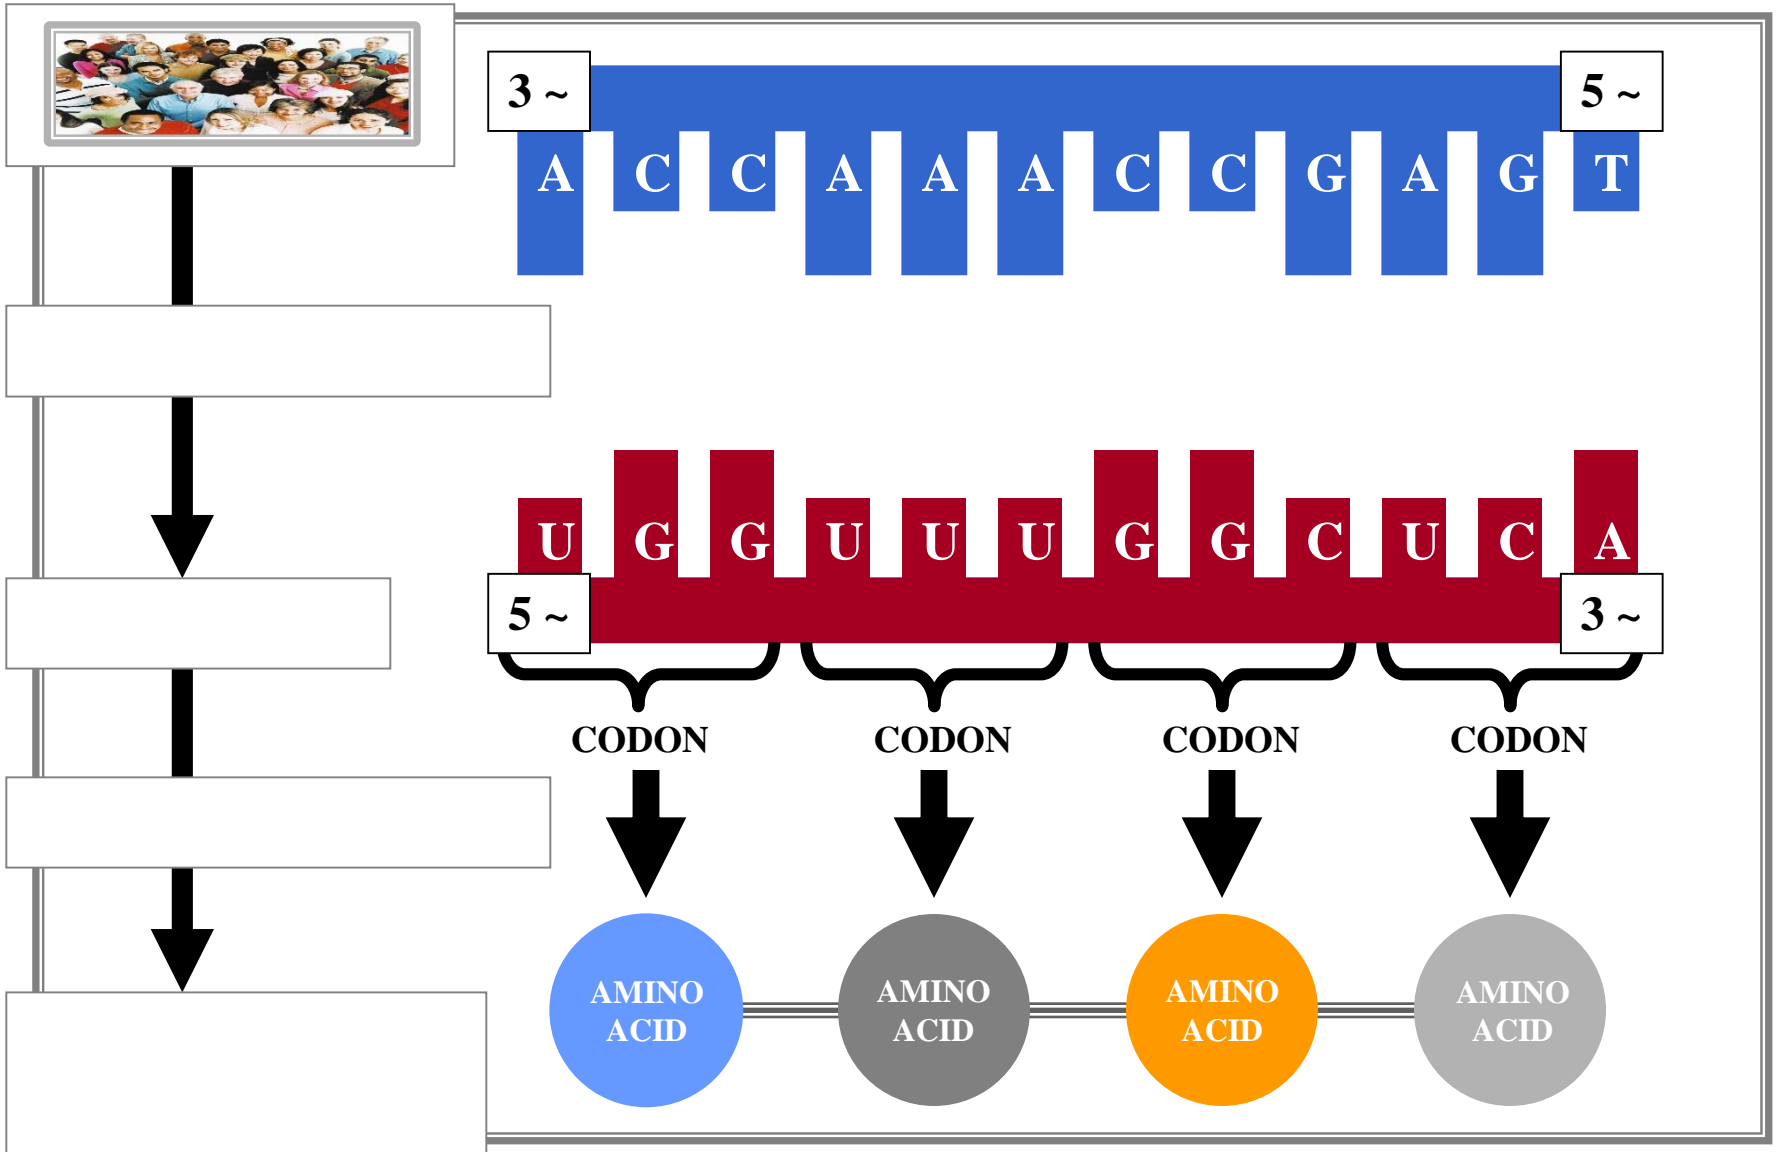 3 ~ 5 ~
A C C A A A C C G A G T
U G G U U U G G C U C A
5 ~ 3 ~
CODON CODON CODON CODON
AMINO AMINO AMINO AMINO
ACID ACID ACID ACID